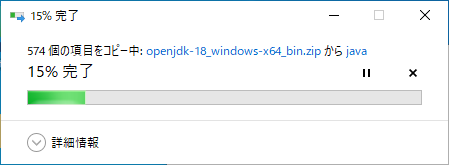 15% 完了
574 個の項目をコピー中: openjdk-18_windows-x64_bin.zip から java
15% 完了
詳細情報